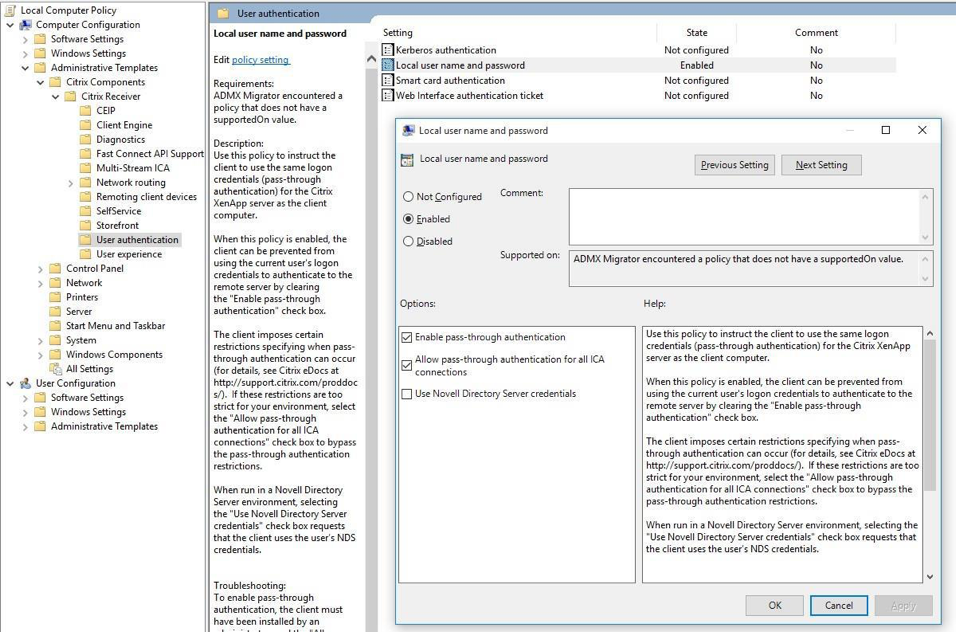 Local Computer Policy
Computer Configuration
Software Settings
Windows Settings
Administrative Templates
Citrix Components
Citrix Receiver
CEIP
Client Engine
Diagnostics
Fast Connect API Support
Multi-Stream ICA
Network routing
Remoting client devices
SelfService
Storefront
User authentication
User experience
Control Panel
Network
Printers
Server
Start Menu and Taskbar
System
Windows Components
All Settings
User Configuration
Software Settings
Windows Settings
Administrative Templates
User authentication
Local user name and password
Edit policy setting
Requirements:
ADMX Migrator encountered a
policy that does not have a
supportedOn value.
Description:
Use this policy to instruct the
client to use the same logon
credentials (pass-through
authentication) for the Citrix
XenApp server as the client
computer.
When this policy is enabled, the
client can be prevented from
using the current user's logon
credentials to authenticate to the
remote server by clearing
the "Enable pass-through
authentication" check box.
The client imposes certain
restrictions specifying when pass-
through authentication can occur
(for details, see Citrix eDocs at
http://support.citrix.com/proddoc
s/). If these restrictions are too
strict for your environment, select
the "Allow pass-through
authentication for all ICA
connections" check box to bypass
the pass-through authentication
restrictions.
When run in a Novell Directory
Server environment, selecting
the "Use Novell Directory Server
credentials" check box requests
that the client uses the user's NDS
credentials.
Troubleshooting:
To enable pass-through
authentication, the client must
have been installed by an
Setting State Comment
Kerberos authentication Not configured No
Local user name and password Enabled No
Smart card authentication Not configured No
Web Interface authentication ticket Not configured No
Local user name and password
Local user name and password
Previous Setting Next Setting
Not Configured
Enabled
Disabled
Comment:
Supported on:
ADMX Migrator encountered a policy that does not have a supportedOn value.
Options:
Help:
Enable pass-through authentication
Allow pass-through authentication for all ICA
connections
Use Novell Directory Server credentials
Use this policy to instruct the client to use the same logon
credentials (pass-through authentication) for the Citrix XenApp
server as the client computer.
When this policy is enabled, the client can be prevented from
using the current user's logon credentials to authenticate to the
remote server by clearing the "Enable pass-through
authentication" check box.
The client imposes certain restrictions specifying when pass-
through authentication can occur (for details, see Citrix eDocs at
http://support.citrix.com/proddocs/). If these restrictions are too
strict for your environment, select the "Allow pass-through
authentication for all ICA connections" check box to bypass the
pass-through authentication restrictions.
When run in a Novell Directory Server environment, selecting the
"Use Novell Directory Server credentials" check box requests that
the client uses the user's NDS credentials.
OK Cancel Apply